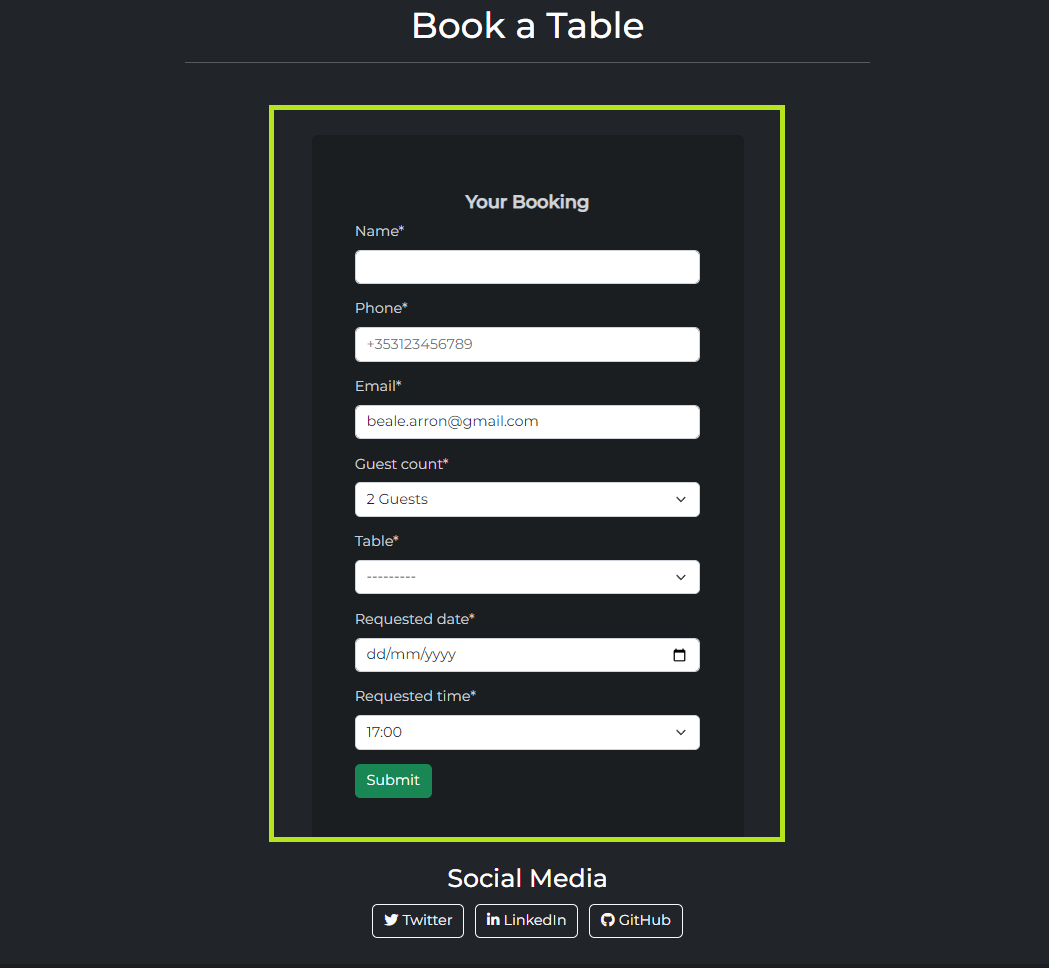 Book a Table
Your Booking
Name*
Phone*
+353123456789
Email*
beale.arron@gmail.com
Guest count*
2 Guests
Table*
---------
Requested date*
dd/mm/yyyy
Requested time*
17:00
Submit
Social Media
Twitter LinkedIn GitHub